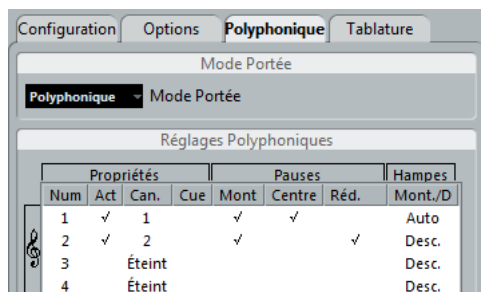 Configuration Options Polyphonique Tablature
Mode Portée
Polyphonique Mode Portée
Réglages Polyphoniques
Propriétés Pauses Hampes
Num Act Can. Cue Mont Centre Réd. Mont./D
1 √ 1 √ √ Auto
2 √ 2 √ √ Desc.
3 Éteint Desc.
4 Éteint Desc.